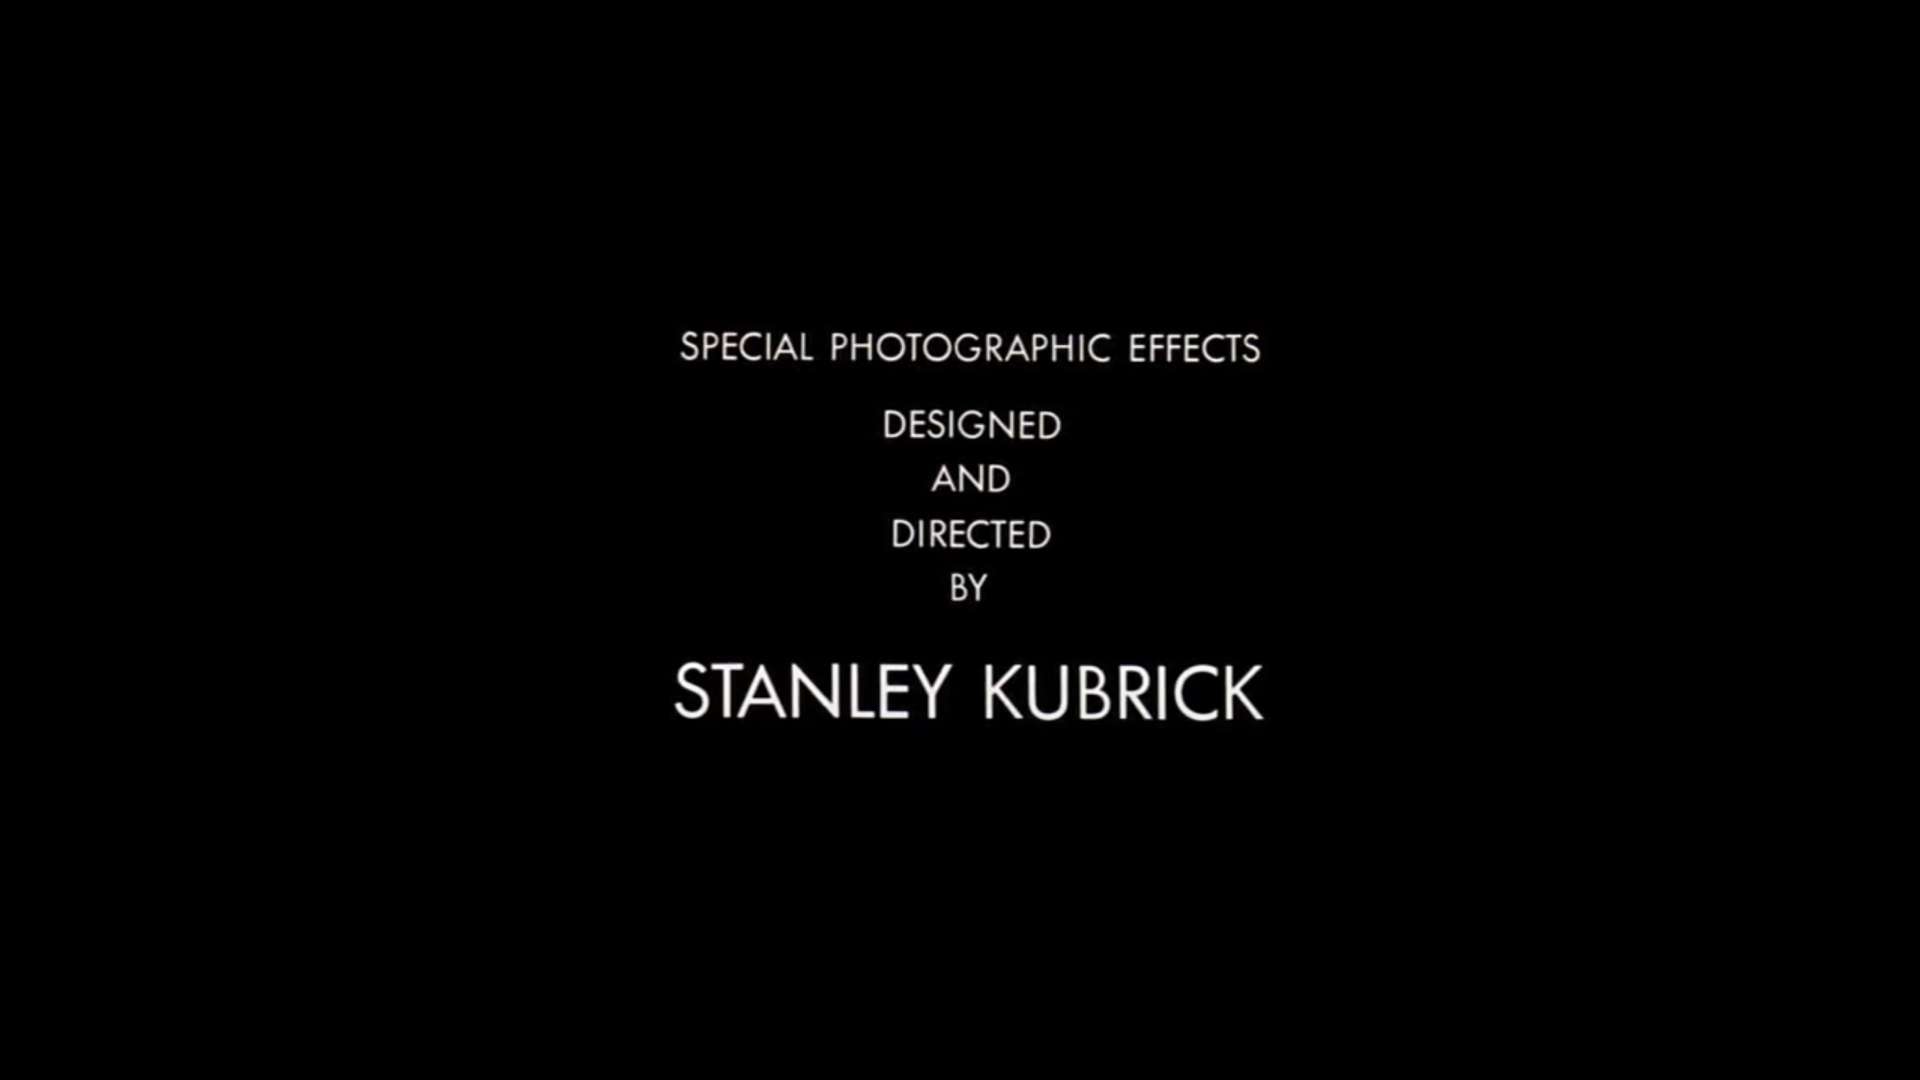 SPECIAL PHOTOGRAPHIC EFFECTS
DESIGNED
AND
DIRECTED
BY
STANLEY KUBRICK